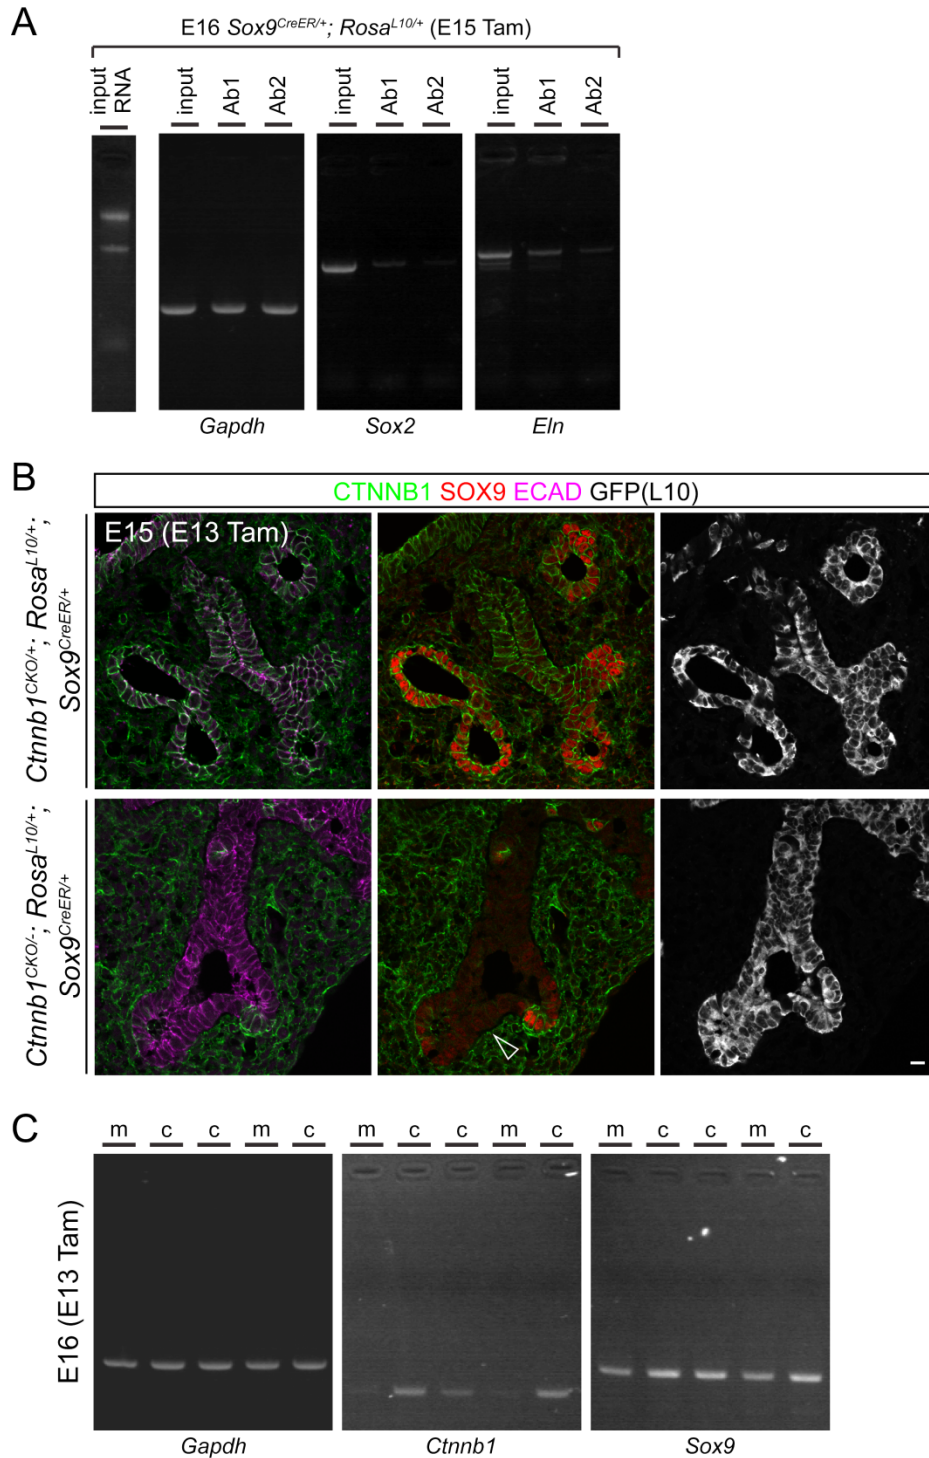 A
E16 Sox9CreER/+; RosaL10/+ (E15 Tam)
input RNA
input Ab1 Ab2 input Ab1 Ab2 input Ab1 Ab2
Gapdh Sox2 Eln
B
CTNNB1 SOX9 ECAD GFP(L10)
E15 (E13 Tam)
Ctnnb1CKO/+; RosaL10/+;
Sox9CreER/+
Ctnnb1CKO/-; RosaL10/+;
Sox9CreER/+
C
m c c m c m c c m c m c c m c
E16 (E13 Tam)
Gapdh Ctnnb1 Sox9